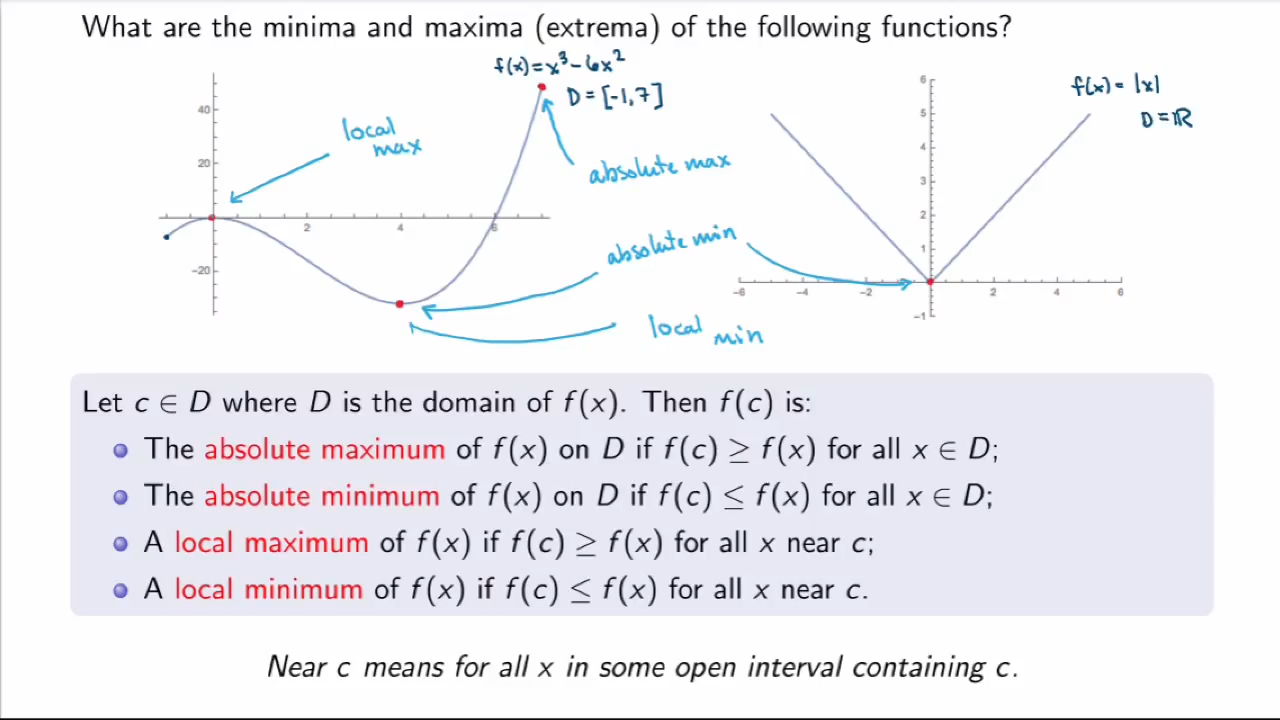 What are the minima and maxima (extrema) of the following functions?
f(x)=x³-6x²
D=[-1,7]
local
max
absolute max
absolute min
local min
40
20
-20
2
4
6
f(x)=|x|
D=ℝ
6
5
4
3
2
1
-1
-6
-4
-2
0
2
4
6
Let c ∈ D where D is the domain of f(x). Then f(c) is:
The absolute maximum of f(x) on D if f(c) ≥ f(x) for all x ∈ D;
The absolute minimum of f(x) on D if f(c) ≤ f(x) for all x ∈ D;
A local maximum of f(x) if f(c) ≥ f(x) for all x near c;
A local minimum of f(x) if f(c) ≤ f(x) for all x near c.
Near c means for all x in some open interval containing c.